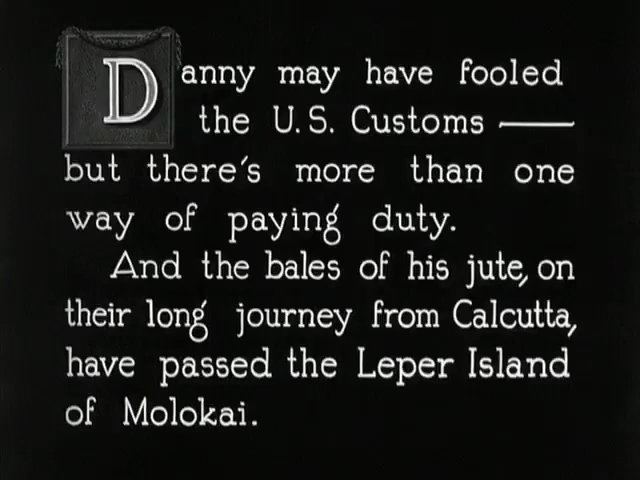 Danny may have fooled
the U.S. Customs —
but there's more than one
way of paying duty.
And the bales of his jute, on
their long journey from Calcutta,
have passed the Leper Island
of Molokai.